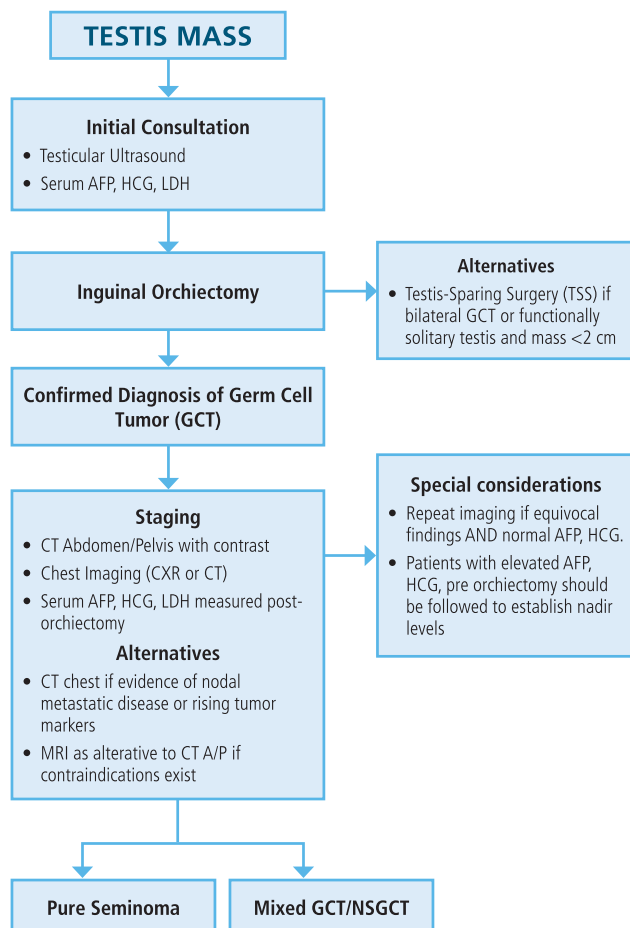 TESTIS MASS
Initial Consultation
• Testicular Ultrasound
• Serum AFP, HCG, LDH
Inguinal Orchiectomy
Alternatives
• Testis-Sparing Surgery (TSS) if
bilateral GCT or functionally
solitary testis and mass <2 cm
Confirmed Diagnosis of Germ Cell
Tumor (GCT)
Staging
• CT Abdomen/Pelvis with contrast
• Chest Imaging (CXR or CT)
• Serum AFP, HCG, LDH measured post-
orchiectomy
Alternatives
• CT chest if evidence of nodal
metastatic disease or rising tumor
markers
• MRI as alterative to CT A/P if
contraindications exist
Special considerations
• Repeat imaging if equivocal
findings AND normal AFP, HCG.
• Patients with elevated AFP,
HCG, pre orchiectomy should
be followed to establish nadir
levels
Pure Seminoma
Mixed GCT/NSGCT